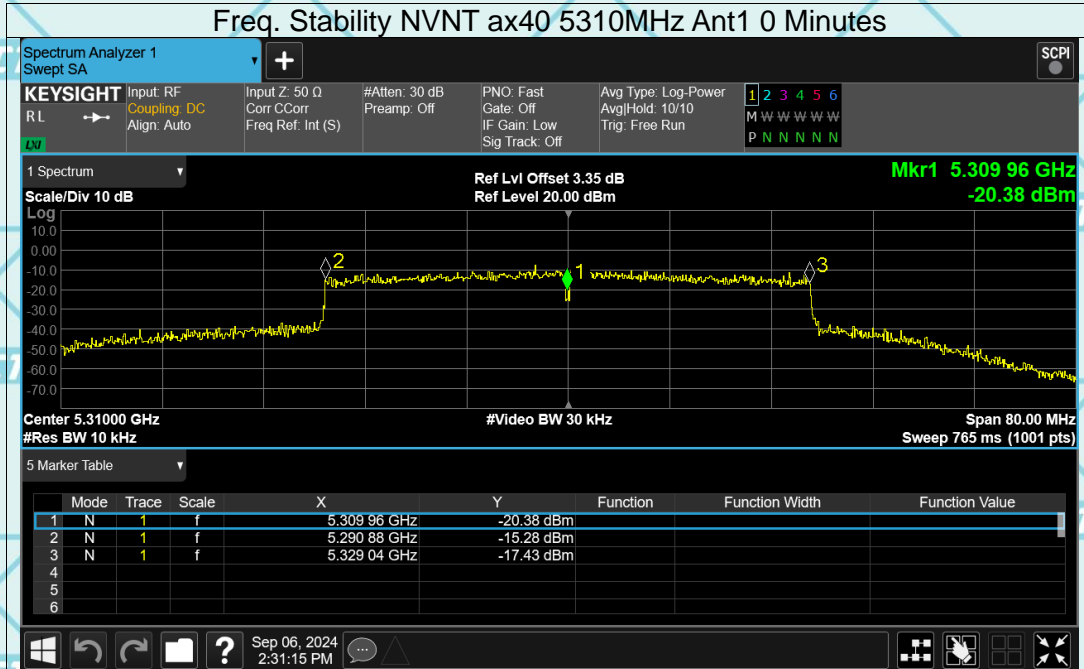 Freq. Stability NVNT ax40 5310MHz Ant1 0 Minutes
Spectrum Analyzer 1
Swept SA
+
SCPI
KEYSIGHT Input: RF Input Z: 50 Ω #Atten: 30 dB PNO: Fast Avg Type: Log-Power 1 2 3 4 5 6
RL Coupling: DC Corr CCorr Preamp: Off Gate: Off Avg|Hold: 10/10 M W W W W W
Align: Auto Freq Ref: Int (S) IF Gain: Low Trig: Free Run
LXI Sig Track: Off P N N N N N
1 Spectrum
Ref Lvl Offset 3.35 dB Mkr1 5.309 96 GHz
Scale/Div 10 dB Ref Level 20.00 dBm -20.38 dBm
Log
10.0
0.00
-10.0
-20.0
-30.0
-40.0
-50.0
-60.0
-70.0
2 1 3
Center 5.31000 GHz #Video BW 30 kHz Span 80.00 MHz
#Res BW 10 kHz Sweep 765 ms (1001 pts)
5 Marker Table
Mode Trace Scale X Y Function Function Width Function Value
1 N 1 f 5.309 96 GHz -20.38 dBm
2 N 1 f 5.290 88 GHz -15.28 dBm
3 N 1 f 5.329 04 GHz -17.43 dBm
4
5
6
? Sep 06, 2024
2:31:15 PM